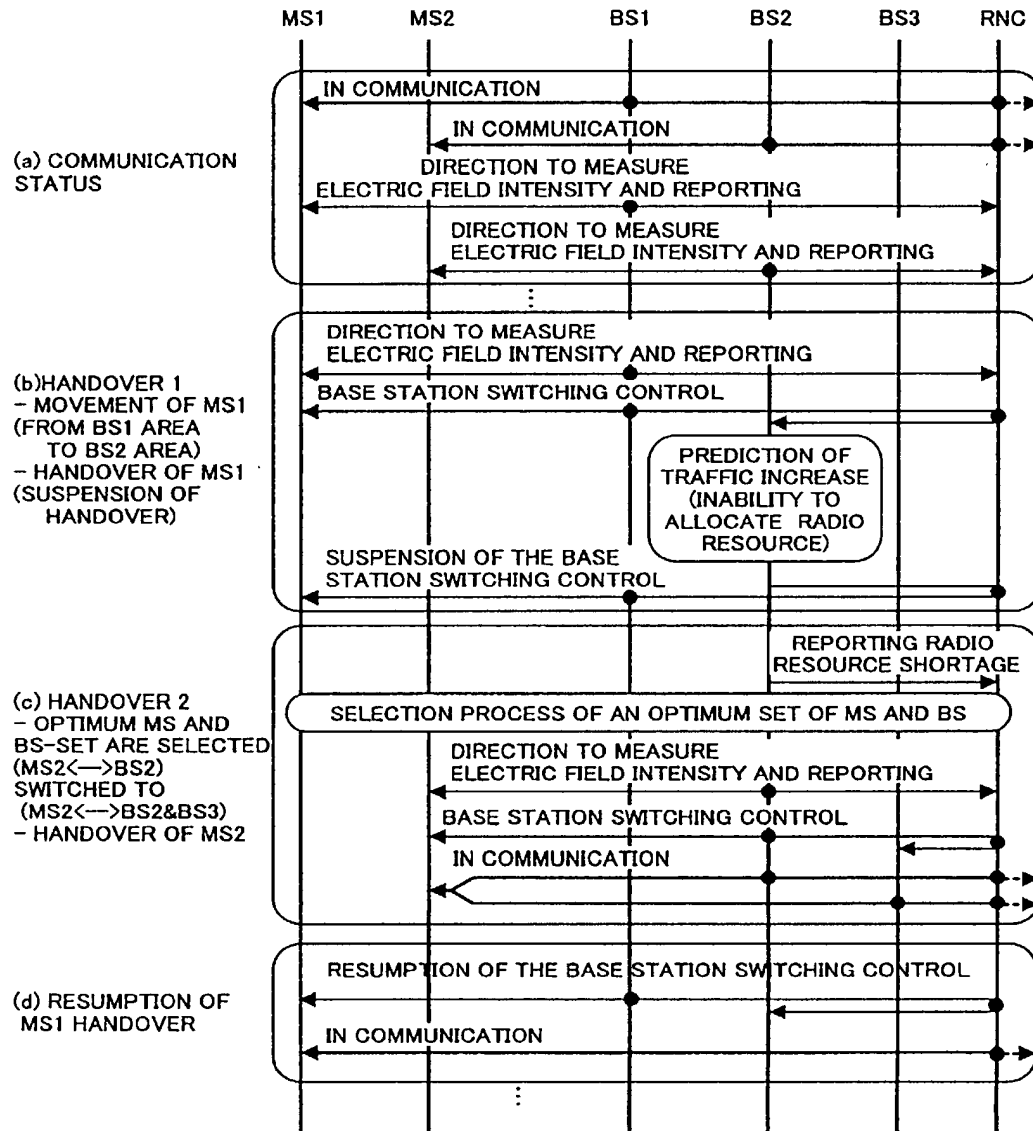 MS1 MS2 BS1 BS2 BS3 RNC
(a) COMMUNICATION
STATUS
IN COMMUNICATION
IN COMMUNICATION
DIRECTION TO MEASURE
ELECTRIC FIELD INTENSITY AND REPORTING
DIRECTION TO MEASURE
ELECTRIC FIELD INTENSITY AND REPORTING
(b)HANDOVER 1
- MOVEMENT OF MS1
(FROM BS1 AREA
TO BS2 AREA)
- HANDOVER OF MS1
(SUSPENSION OF
HANDOVER)
DIRECTION TO MEASURE
ELECTRIC FIELD INTENSITY AND REPORTING
BASE STATION SWITCHING CONTROL
PREDICTION OF
TRAFFIC INCREASE
(INABILITY TO
ALLOCATE RADIO
RESOURCE)
SUSPENSION OF THE BASE
STATION SWITCHING CONTROL
(c) HANDOVER 2
- OPTIMUM MS AND
BS-SET ARE SELECTED
(MS2<-->BS2)
SWITCHED TO
(MS2<-->BS2&BS3)
- HANDOVER OF MS2
REPORTING RADIO
RESOURCE SHORTAGE
SELECTION PROCESS OF AN OPTIMUM SET OF MS AND BS
DIRECTION TO MEASURE
ELECTRIC FIELD INTENSITY AND REPORTING
BASE STATION SWITCHING CONTROL
IN COMMUNICATION
(d) RESUMPTION OF
MS1 HANDOVER
RESUMPTION OF THE BASE STATION SWITCHING CONTROL
IN COMMUNICATION